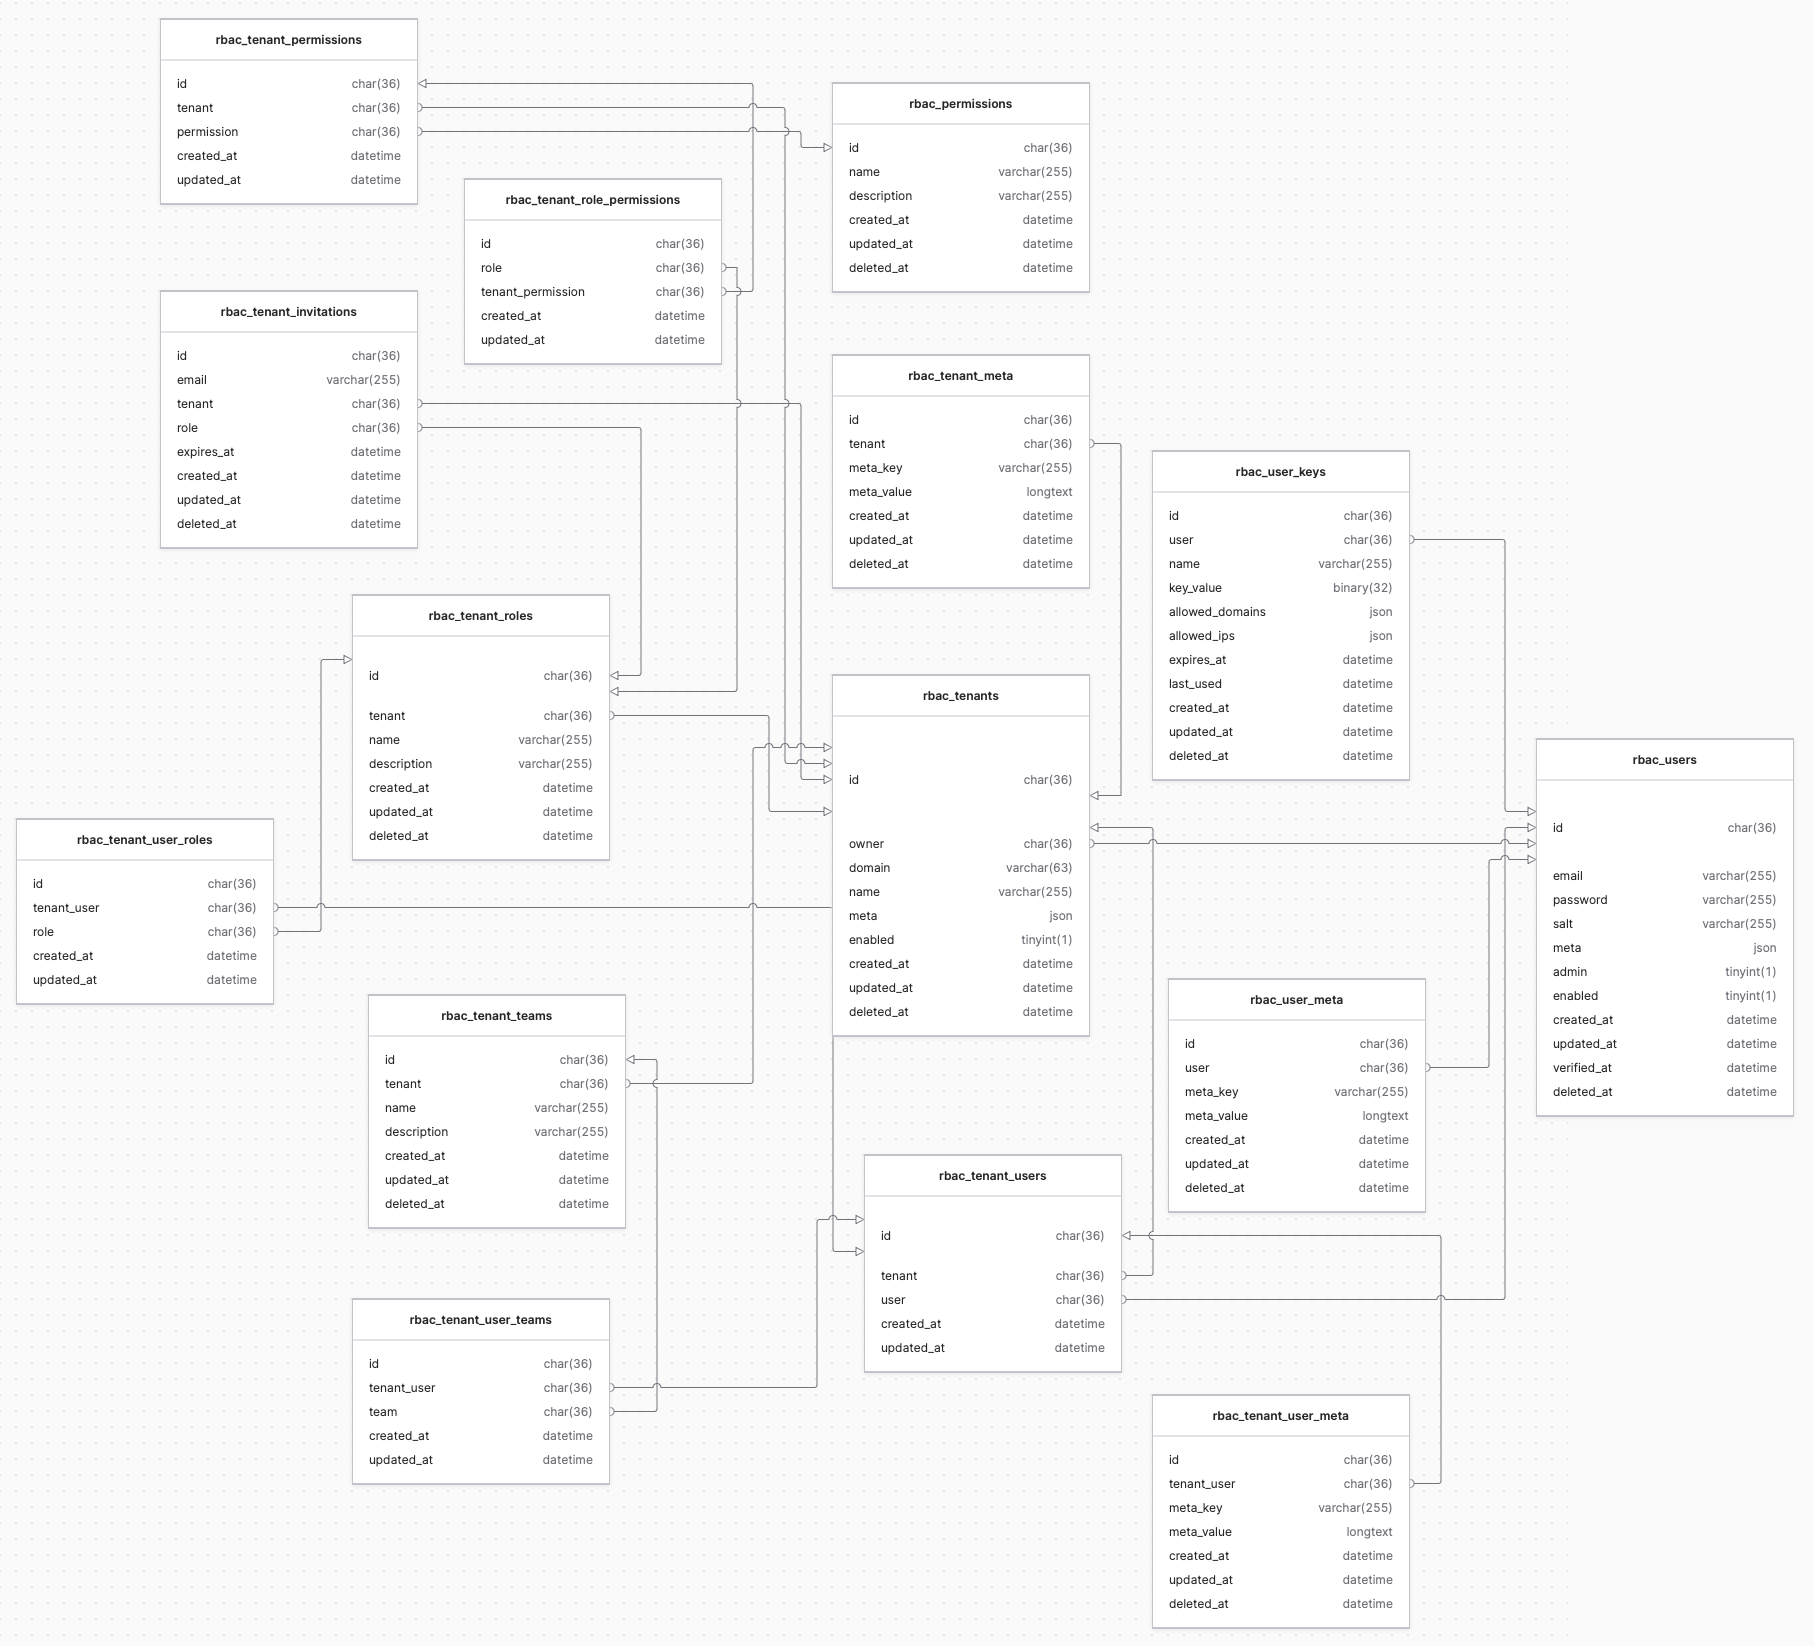 rbac_tenant_permissions
id char(36)
tenant char(36)
permission char(36)
created_at datetime
updated_at datetime
rbac_permissions
id char(36)
name varchar(255)
description varchar(255)
created_at datetime
updated_at datetime
deleted_at datetime
rbac_tenant_role_permissions
id char(36)
role char(36)
tenant_permission char(36)
created_at datetime
updated_at datetime
rbac_tenant_invitations
id char(36)
email varchar(255)
tenant char(36)
role char(36)
expires_at datetime
created_at datetime
updated_at datetime
deleted_at datetime
rbac_tenant_meta
id char(36)
tenant char(36)
meta_key varchar(255)
meta_value longtext
created_at datetime
updated_at datetime
deleted_at datetime
rbac_user_keys
id char(36)
user char(36)
name varchar(255)
key_value binary(32)
allowed_domains json
allowed_ips json
expires_at datetime
last_used datetime
created_at datetime
updated_at datetime
deleted_at datetime
rbac_tenant_roles
id char(36)
tenant char(36)
name varchar(255)
description varchar(255)
created_at datetime
updated_at datetime
deleted_at datetime
rbac_tenants
id char(36)
owner char(36)
domain varchar(63)
name varchar(255)
meta json
enabled tinyint(1)
created_at datetime
updated_at datetime
deleted_at datetime
rbac_users
id char(36)
email varchar(255)
password varchar(255)
salt varchar(255)
meta json
admin tinyint(1)
enabled tinyint(1)
created_at datetime
updated_at datetime
verified_at datetime
deleted_at datetime
rbac_tenant_user_roles
id char(36)
tenant_user char(36)
role char(36)
created_at datetime
updated_at datetime
rbac_tenant_teams
id char(36)
tenant char(36)
name varchar(255)
description varchar(255)
created_at datetime
updated_at datetime
deleted_at datetime
rbac_user_meta
id char(36)
user char(36)
meta_key varchar(255)
meta_value longtext
created_at datetime
updated_at datetime
deleted_at datetime
rbac_tenant_users
id char(36)
tenant char(36)
user char(36)
created_at datetime
updated_at datetime
rbac_tenant_user_teams
id char(36)
tenant_user char(36)
team char(36)
created_at datetime
updated_at datetime
rbac_tenant_user_meta
id char(36)
tenant_user char(36)
meta_key varchar(255)
meta_value longtext
created_at datetime
updated_at datetime
deleted_at datetime